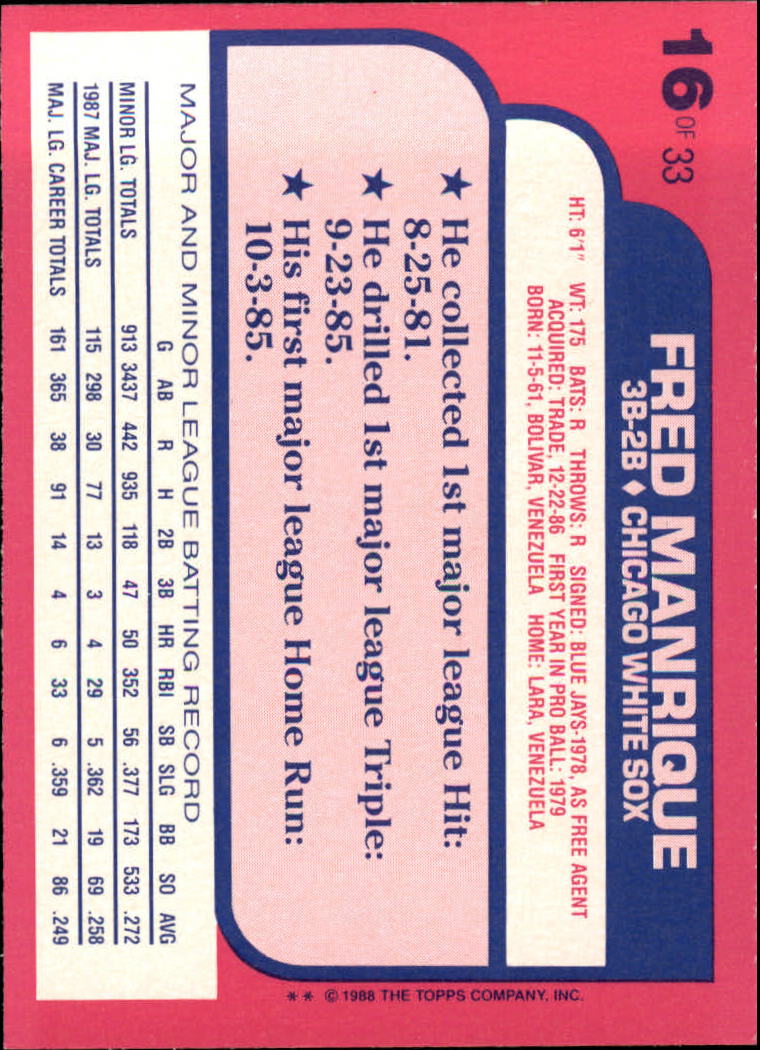 16 OF 33
FRED MANRIQUE
3B-2B ♦ CHICAGO WHITE SOX
HT: 6'1" WT: 175 BATS: R THROWS: R SIGNED: BLUE JAYS-1978, AS FREE AGENT
ACQUIRED: TRADE, 12-22-86 FIRST YEAR IN PRO BALL: 1979
BORN: 11-5-61, BOLIVAR, VENEZUELA HOME: LARA, VENEZUELA
★ He collected 1st major league Hit:
8-25-81.
★ He drilled 1st major league Triple:
9-23-85.
★ His first major league Home Run:
10-3-85.
MAJOR AND MINOR LEAGUE BATTING RECORD
G AB R H 2B 3B HR RBI SB SLG BB SO AVG
MINOR LG. TOTALS 913 3437 442 935 118 47 50 352 56 .377 173 533 .272
1987 MAJ. LG. TOTALS 115 298 30 77 13 3 4 29 5 .362 19 69 .258
MAJ. LG. CAREER TOTALS 161 365 38 91 14 4 6 33 6 .359 21 86 .249
** © 1988 THE TOPPS COMPANY, INC.